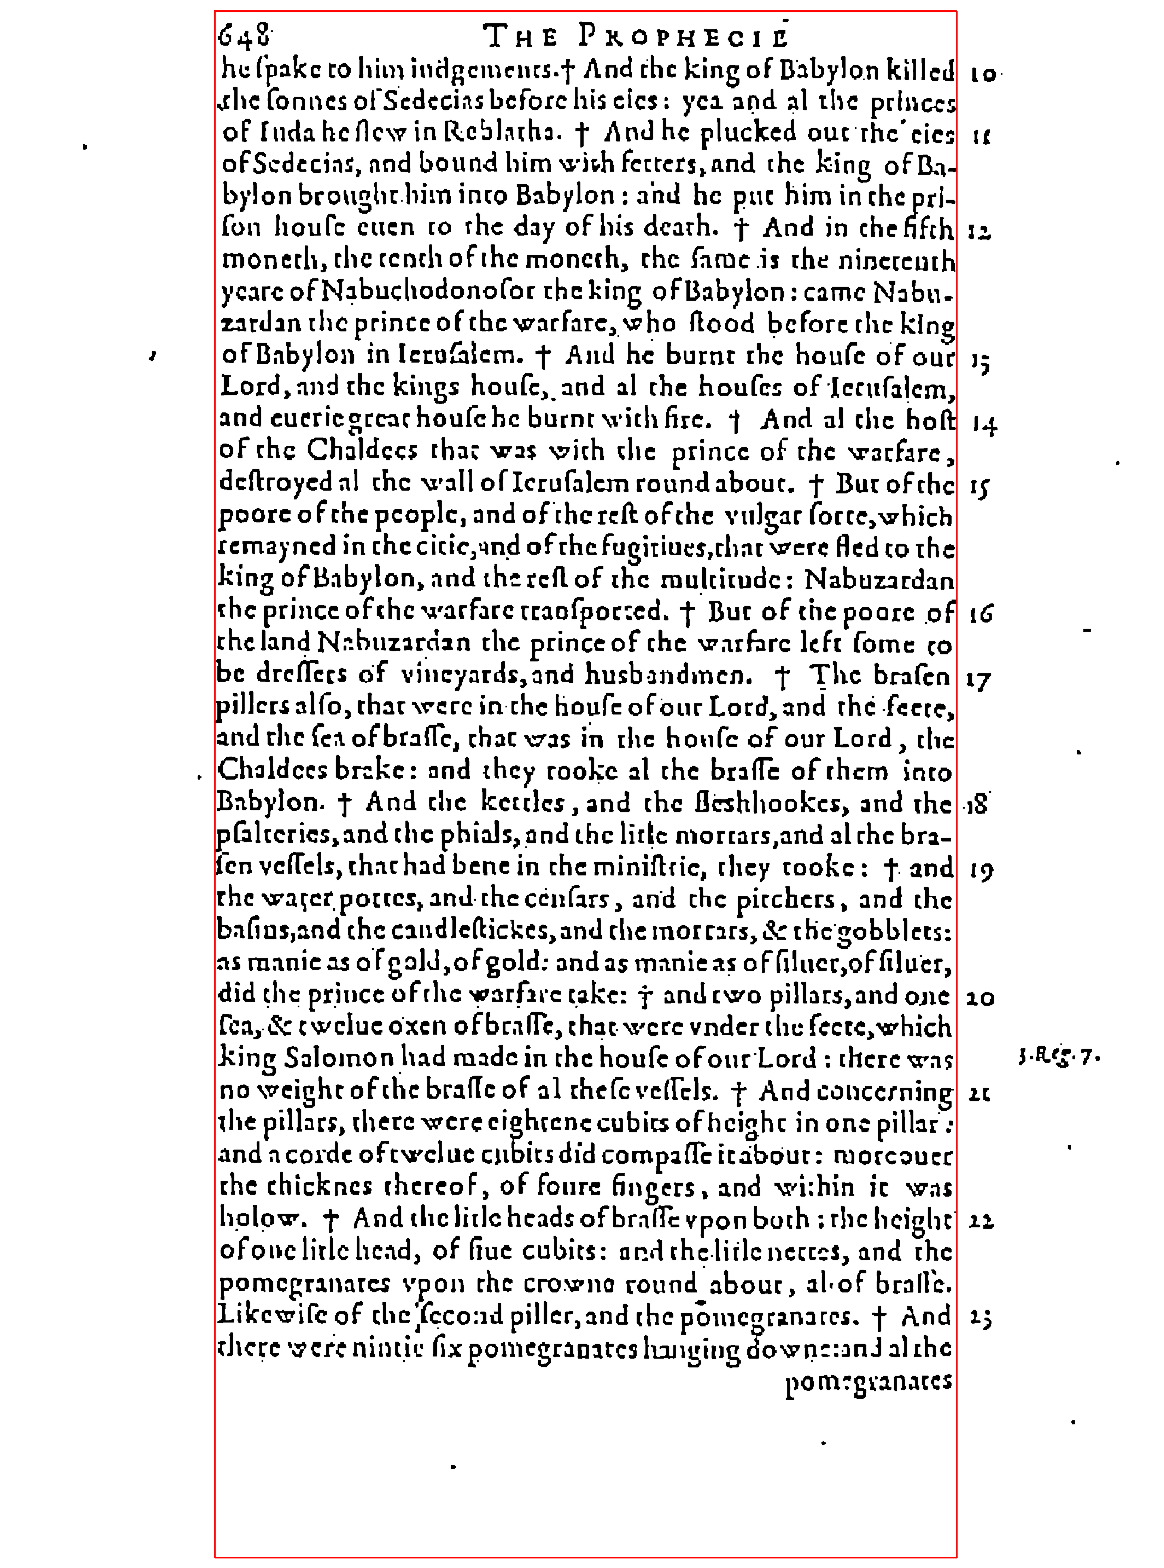 648 THE PROPHECIE
he ſpake to him iudgements.† And the king of Babylon killed 10
the ſonnes of Sedecias before his eies: yea and al the princes
of Iuda he ſlew in Reblatha. † And he plucked out the eies 11
of Sedecias, and bound him with fetters, and the king of Ba-
bylon brought him into Babylon: and he put him in the pri-
ſon houſe euen to the day of his death. † And in the fifth 12
moneth, the tenth of the moneth, the ſame is the ninetenth
yeare of Nabuchodonoſor the king of Babylon: came Nabu-
zardan the prince of the warfare, who ſtood before the king
of Babylon in Ieruſalem. † And he burnt the houſe of our 13
Lord, and the kings houſe, and al the houſes of Ieruſalem,
and euerie great houſe he burnt with fire. † And al the hoſt 14
of the Chaldees that was with the prince of the warfare,
deſtroyed al the wall of Ieruſalem round about. † But of the 15
poore of the people, and of the reſt of the vulgar ſorte, which
remayned in the citie, and of the fugitiues, that were fled to the
king of Babylon, and the reſt of the multitude: Nabuzardan
the prince of the warfare tranſported. † But of the poore of 16
the land Nabuzardan the prince of the warfare left ſome to
be dreſſers of vineyards, and husbandmen. † The braſen 17
pillers alſo, that were in the houſe of our Lord, and the feete,
and the ſea of braſſe, that was in the houſe of our Lord, the
Chaldees brake: and they tooke al the braſſe of them into
Babylon. † And the kettles, and the fleshhookes, and the 18
pſalteries, and the phials, and the litle mortars, and al the bra-
ſen veſſels, that had bene in the miniſtrie, they tooke: † and 19
the water pottes, and the cenſars, and the pitchers, and the
baſins, and the candleſtickes, and the mortars, & the gobblets:
as manie as of gold, of gold: and as manie as of ſiluer, of ſiluer,
did the prince of the warfare take: † and two pillars, and one 20
ſea, & twelue oxen of braſſe, that were vnder the feete, which
king Salomon had made in the houſe of our Lord: there was 3.Reg.7.
no weight of the braſſe of al theſe veſſels. † And concerning 21
the pillars, there were eightene cubits of height in one pillar:
and a corde of twelue cubits did compaſſe it about: moreouer
the thicknes thereof, of foure fingers, and within it was
holow. † And the litle heads of braſſe vpon both: the height 22
of one litle head, of fiue cubits: and the litle nettes, and the
pomegranates vpon the crowne round about, al of braſſe.
Likewiſe of the ſecond piller, and the pomegranates. † And 23
there were nintie ſix pomegranates hanging downe: and al the
pomegranates